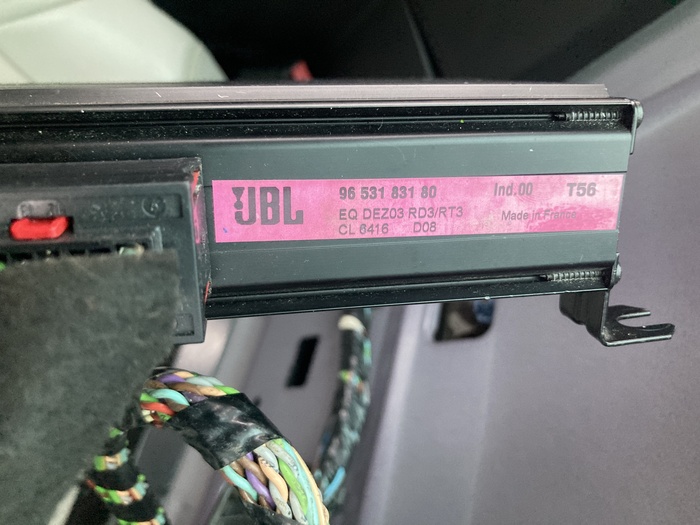 JBL
96 531 831 80 Ind.00 T56
EQ DEZ03 RD3/RT3 Made in France
CL 6416 D08